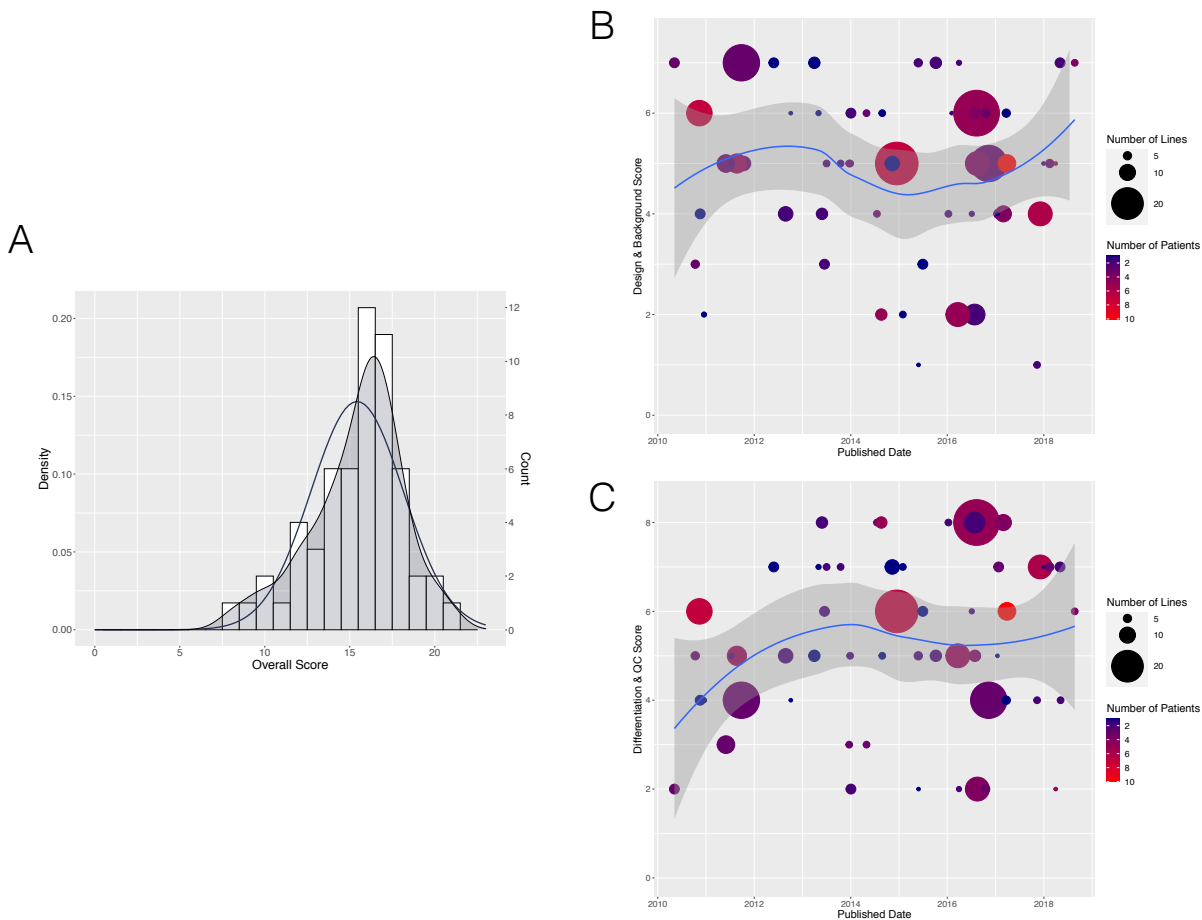 A
Density
0.20
0.15
0.10
0.05
0.00
12
10
8
6
4
2
0
Count
0 5 10 15 20
Overall Score
B
Design & Background Score
6
4
2
0
2010 2012 2014 2016 2018
Published Date
Number of Lines
5
10
20
Number of Patients
2
4
6
8
10
C
Differentiation & QC Score
8
6
4
2
0
2010 2012 2014 2016 2018
Published Date
Number of Lines
5
10
20
Number of Patients
2
4
6
8
10